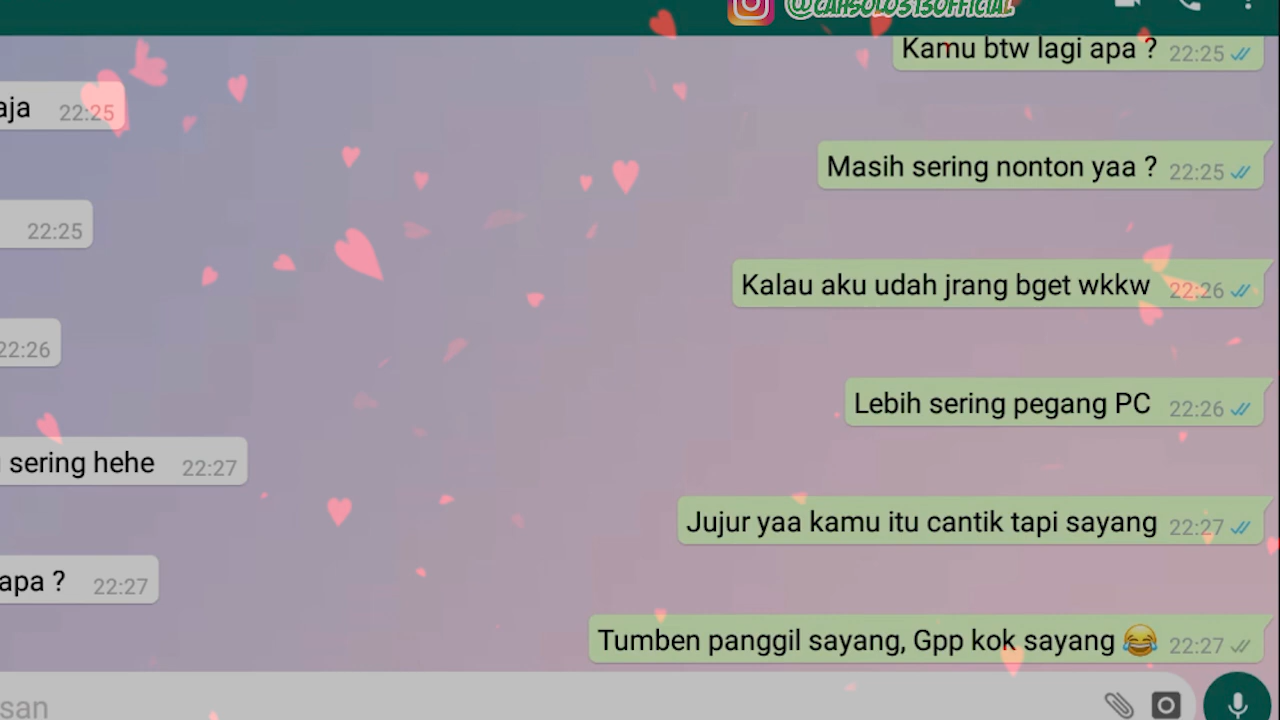 @CAHSOLO313OFFICIAL
Kamu btw lagi apa ? 22:25
aja 22:25
Masih sering nonton yaa ? 22:25
22:25
Kalau aku udah jrang bget wkkw 22:26
22:26
Lebih sering pegang PC 22:26
sering hehe 22:27
Jujur yaa kamu itu cantik tapi sayang 22:27
apa ? 22:27
Tumben panggil sayang, Gpp kok sayang 😂 22:27
san